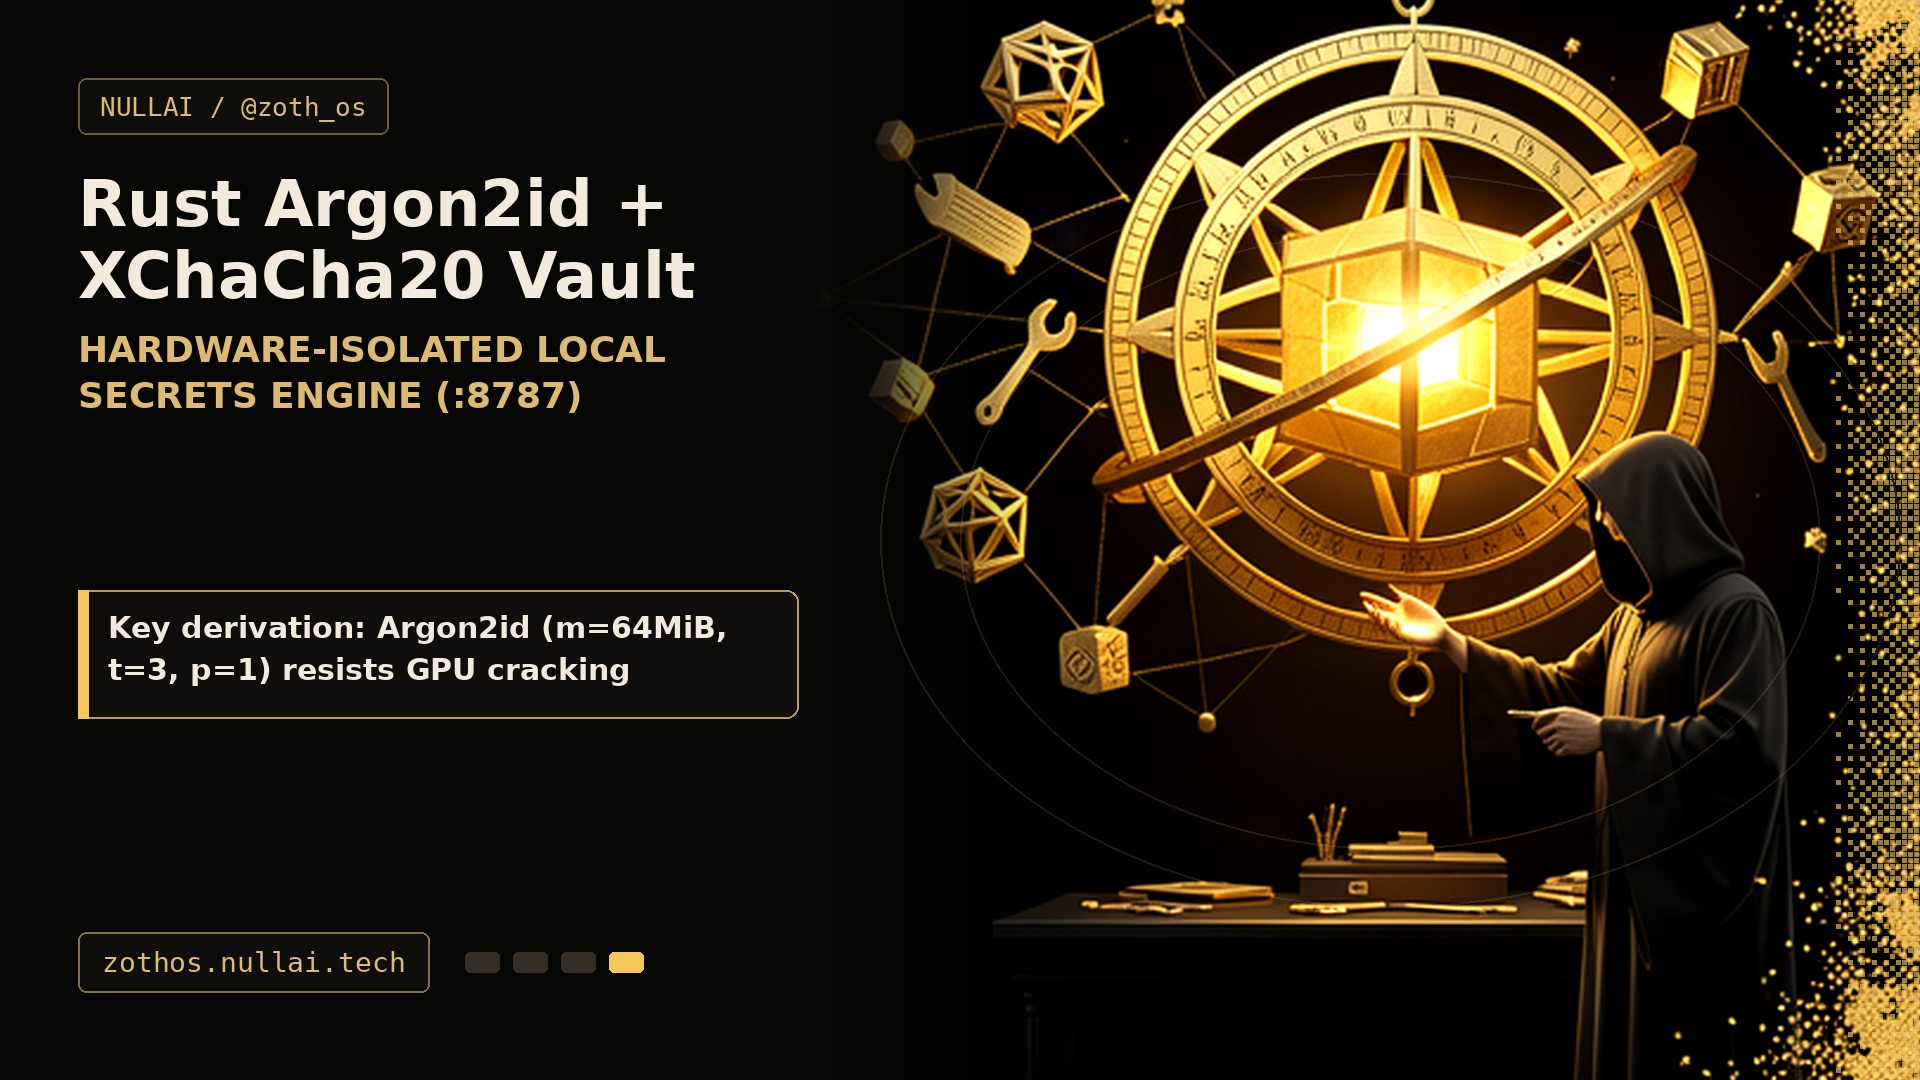 NULLAI / @zoth_os
Rust Argon2id +
XChaCha20 Vault
HARDWARE-ISOLATED LOCAL
SECRETS ENGINE (:8787)
Key derivation: Argon2id (m=64MiB,
t=3, p=1) resists GPU cracking
zothos.nullai.tech